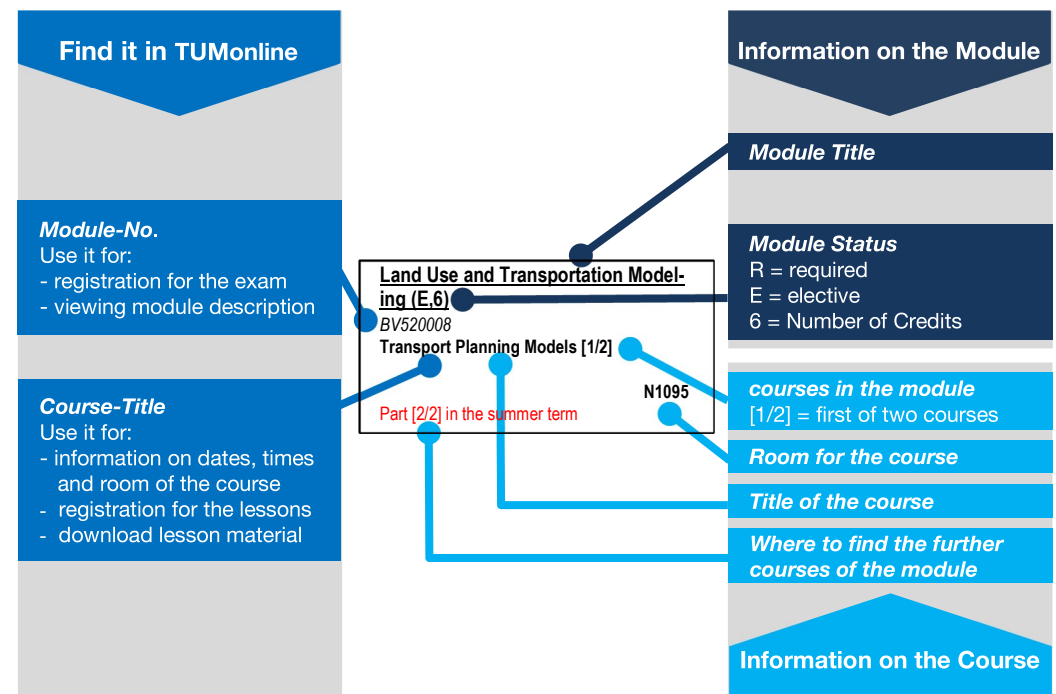 Find it in TUMonline
Module-No.
Use it for:
- registration for the exam
- viewing module description
Course-Title
Use it for:
- information on dates, times
and room of the course
- registration for the lessons
- download lesson material
Land Use and Transportation Model-
ing (E,6)
BV520008
Transport Planning Models [1/2]
N1095
Part [2/2] in the summer term
Information on the Module
Module Title
Module Status
R = required
E = elective
6 = Number of Credits
courses in the module
[1/2] = first of two courses
Room for the course
Title of the course
Where to find the further
courses of the module
Information on the Course